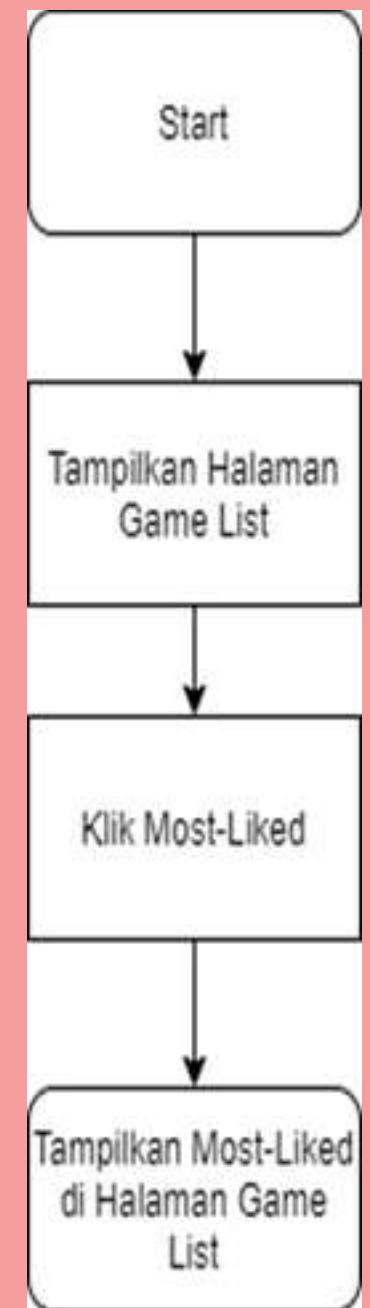 Start
Tampilkan Halaman
Game List
Klik Most-Liked
Tampilkan Most-Liked
di Halaman Game
List